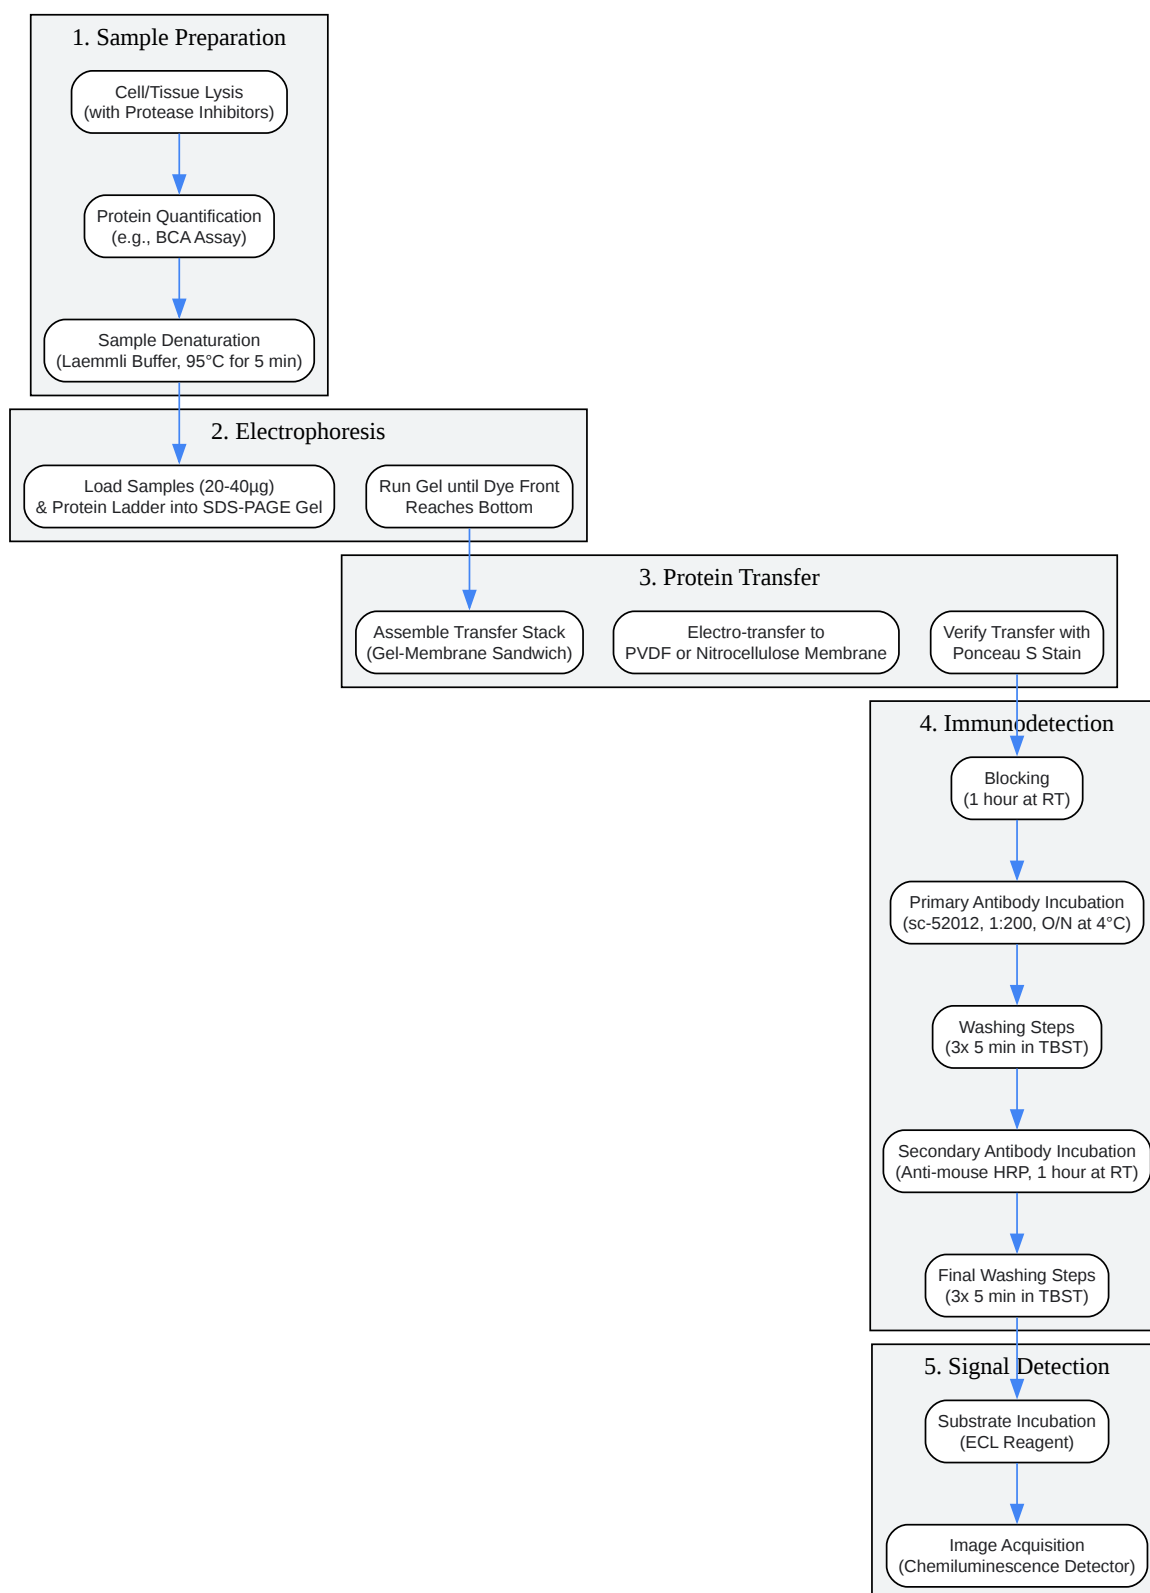 1. Sample Preparation
Cell/Tissue Lysis
(with Protease Inhibitors)
Protein Quantification
(e.g., BCA Assay)
Sample Denaturation
(Laemmli Buffer, 95°C for 5 min)
2. Electrophoresis
Load Samples (20-40µg)
& Protein Ladder into SDS-PAGE Gel
Run Gel until Dye Front
Reaches Bottom
3. Protein Transfer
Assemble Transfer Stack
(Gel-Membrane Sandwich)
Electro-transfer to
PVDF or Nitrocellulose Membrane
Verify Transfer with
Ponceau S Stain
4. Immunodetection
Blocking
(1 hour at RT)
Primary Antibody Incubation
(sc-52012, 1:200, O/N at 4°C)
Washing Steps
(3x 5 min in TBST)
Secondary Antibody Incubation
(Anti-mouse HRP, 1 hour at RT)
Final Washing Steps
(3x 5 min in TBST)
5. Signal Detection
Substrate Incubation
(ECL Reagent)
Image Acquisition
(Chemiluminescence Detector)